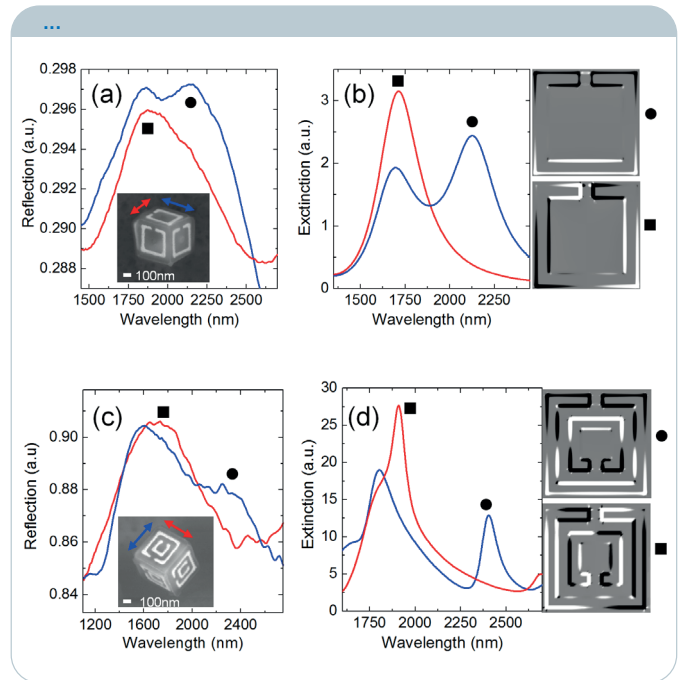 ...
0.298
0.296
0.294
0.292
0.290
0.288
Reflection (a.u.)
(a)
100nm
1500
1750
2000
2250
2500
Wavelength (nm)
3
2
1
0
Exctinction (a.u.)
(b)
1500
1750
2000
2250
Wavelength (nm)
0.90
0.88
0.86
0.84
Reflection (a.u)
(c)
100nm
1200
1600
2000
2400
Wavelength (nm)
30
25
20
15
10
5
0
Extinction (a.u.)
(d)
1750
2000
2250
2500
Wavelength (nm)